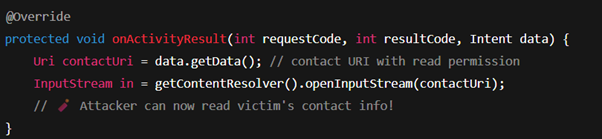 @Override
protected void onActivityResult(int requestCode, int resultCode, Intent data) {
    Uri contactUri = data.getData(); // contact URI with read permission
    InputStream in = getContentResolver().openInputStream(contactUri);
    // 🧨 Attacker can now read victim's contact info!
}